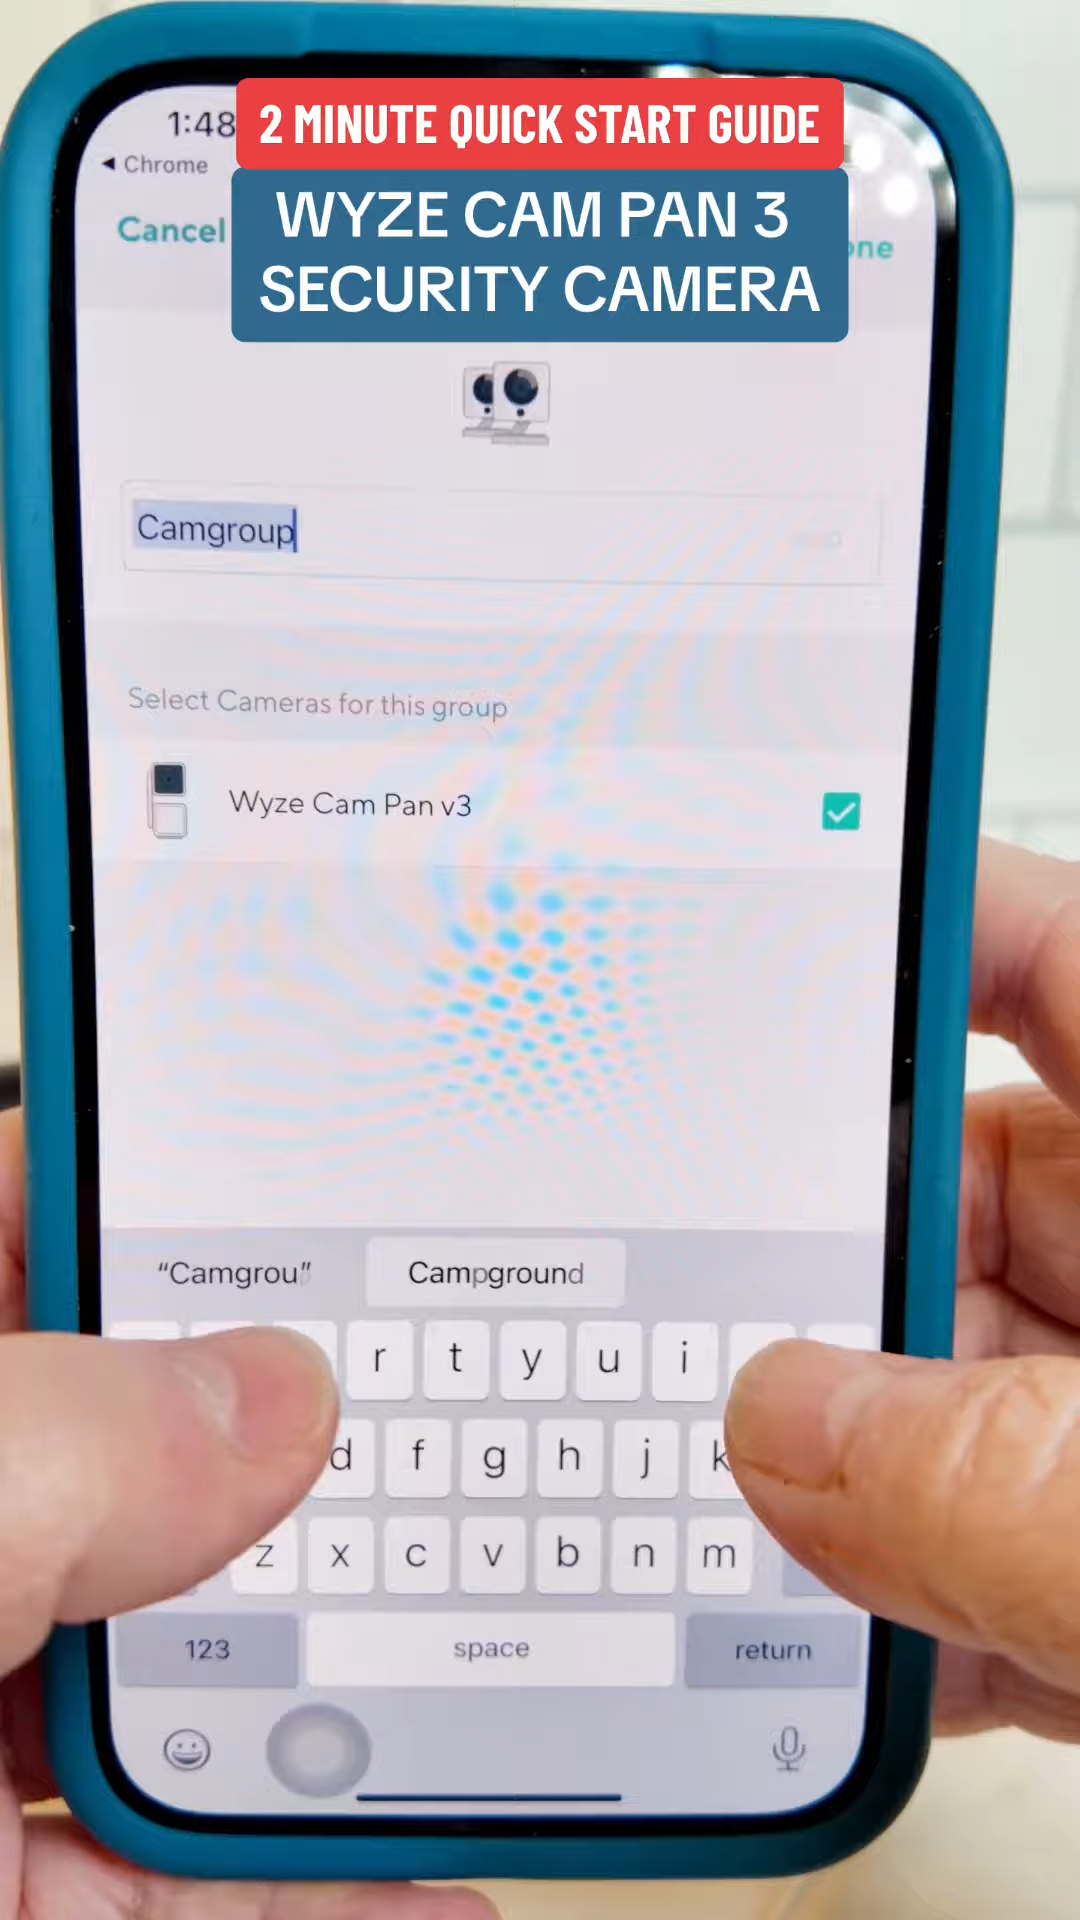 1:48
2 MINUTE QUICK START GUIDE
Chrome
WYZE CAM PAN 3
SECURITY CAMERA
Cancel
one
Camgroup
Select Cameras for this group
Wyze Cam Pan v3
“Camgrou”
Campground
r t y u i
d f g h j k
z x c v b n m
123 space return